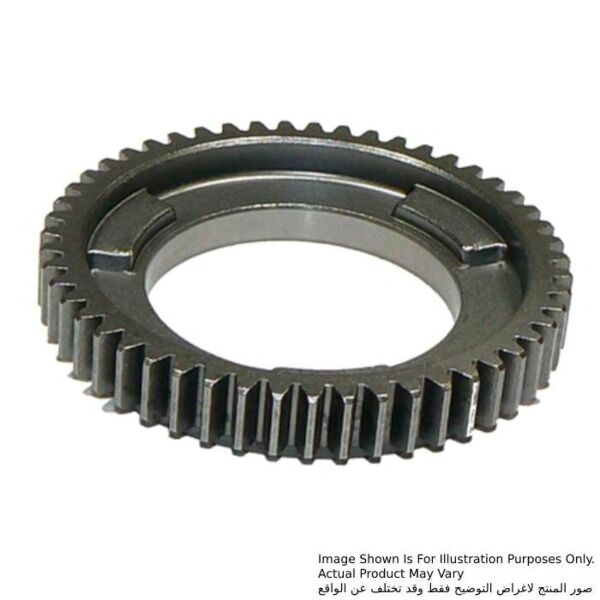 Image Shown Is For Illustration Purposes Only.
Actual Product May Vary
صور المنتج لاغراض التوضيح فقط وقد تختلف عن الواقع